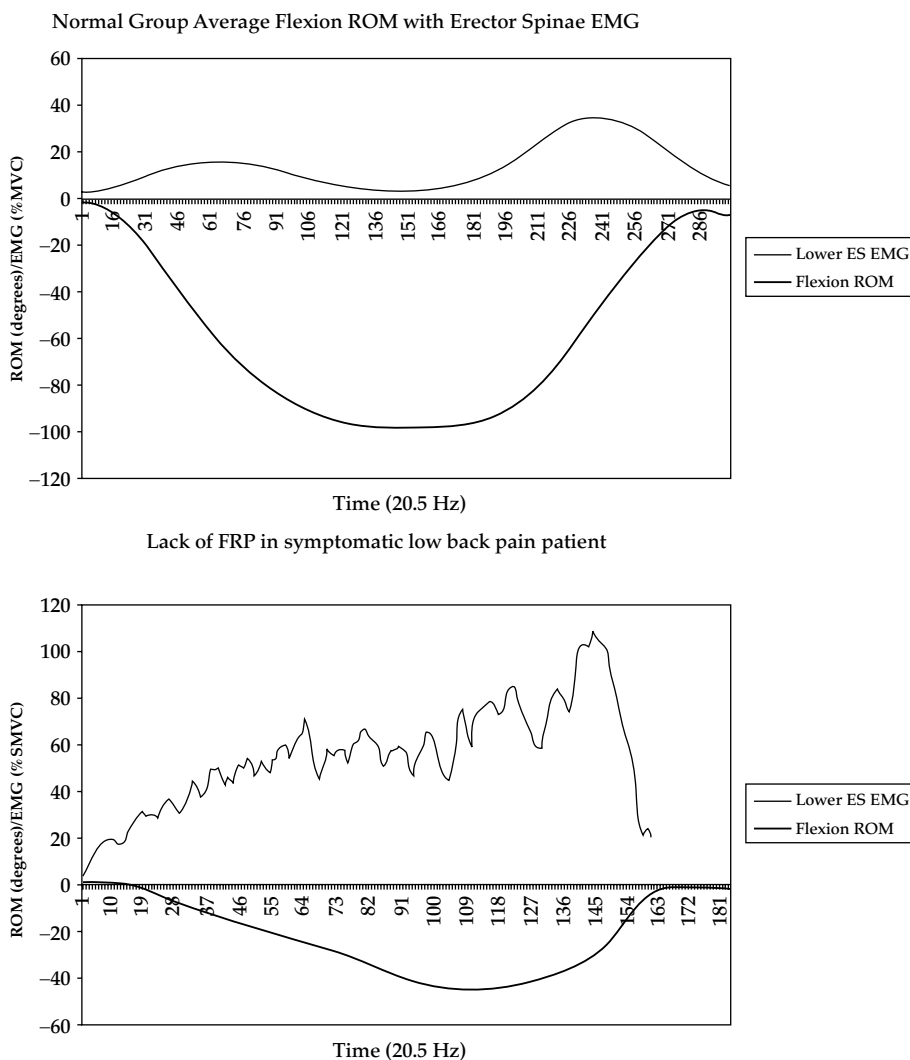 Normal Group Average Flexion ROM with Erector Spinae EMG
ROM (degrees)/EMG (%MVC)
60
40
20
0
−20
−40
−60
−80
−100
−120
1 16 31 46 61 76 91 106 121 136 151 166 181 196 211 226 241 256 271 286
Time (20.5 Hz)
Lower ES EMG
Flexion ROM
Lack of FRP in symptomatic low back pain patient
ROM (degrees)/EMG (%SMVC)
120
100
80
60
40
20
0
−20
−40
−60
1 10 19 28 37 46 55 64 73 82 91 100 109 118 127 136 145 154 163 172 181
Time (20.5 Hz)
Lower ES EMG
Flexion ROM